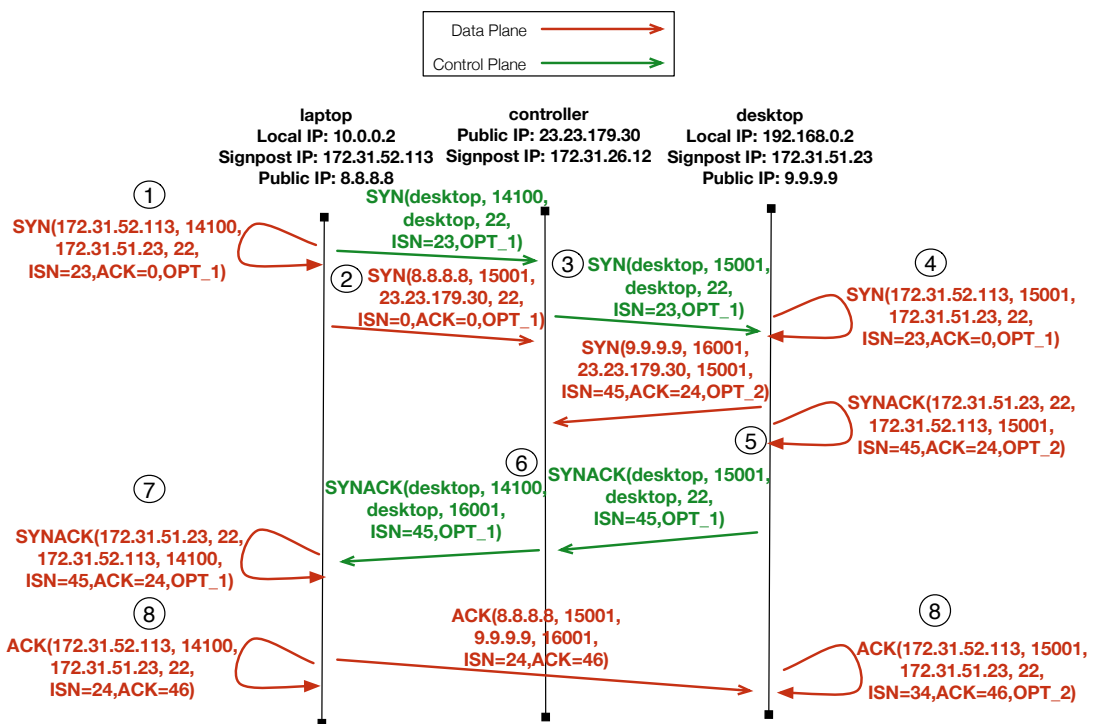 Data Plane
Control Plane
laptop
Local IP: 10.0.0.2
Signpost IP: 172.31.52.113
Public IP: 8.8.8.8
controller
Public IP: 23.23.179.30
Signpost IP: 172.31.26.12
desktop
Local IP: 192.168.0.2
Signpost IP: 172.31.51.23
Public IP: 9.9.9.9
1
SYN(172.31.52.113, 14100,
172.31.51.23, 22,
ISN=23,ACK=0,OPT_1)
SYN(desktop, 14100,
desktop, 22,
ISN=23,OPT_1)
2
SYN(8.8.8.8, 15001,
23.23.179.30, 22,
ISN=0,ACK=0,OPT_1)
3
SYN(desktop, 15001,
desktop, 22,
ISN=23,OPT_1)
4
SYN(172.31.52.113, 15001,
172.31.51.23, 22,
ISN=23,ACK=0,OPT_1)
SYN(9.9.9.9, 16001,
23.23.179.30, 15001,
ISN=45,ACK=24,OPT_2)
SYNACK(172.31.51.23, 22,
172.31.52.113, 15001,
ISN=45,ACK=24,OPT_2)
5
SYNACK(desktop, 15001,
desktop, 22,
ISN=45,OPT_1)
6
SYNACK(desktop, 14100,
desktop, 16001,
ISN=45,OPT_1)
7
SYNACK(172.31.51.23, 22,
172.31.52.113, 14100,
ISN=45,ACK=24,OPT_1)
8
ACK(172.31.52.113, 14100,
172.31.51.23, 22,
ISN=24,ACK=46)
ACK(8.8.8.8, 15001,
9.9.9.9, 16001,
ISN=24,ACK=46)
8
ACK(172.31.52.113, 15001,
172.31.51.23, 22,
ISN=34,ACK=46,OPT_2)